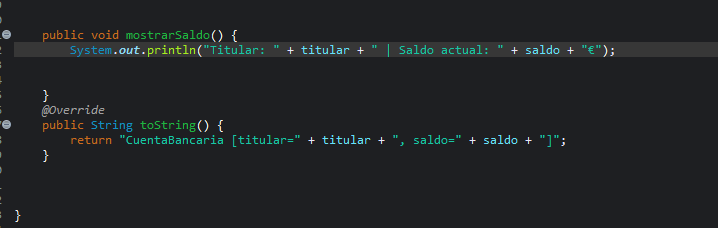 public void mostrarSaldo() {
System.out.println("Titular: " + titular + " | Saldo actual: " + saldo + "€");
}
@Override
public String toString() {
return "CuentaBancaria [titular=" + titular + ", saldo=" + saldo + "]";
}
}